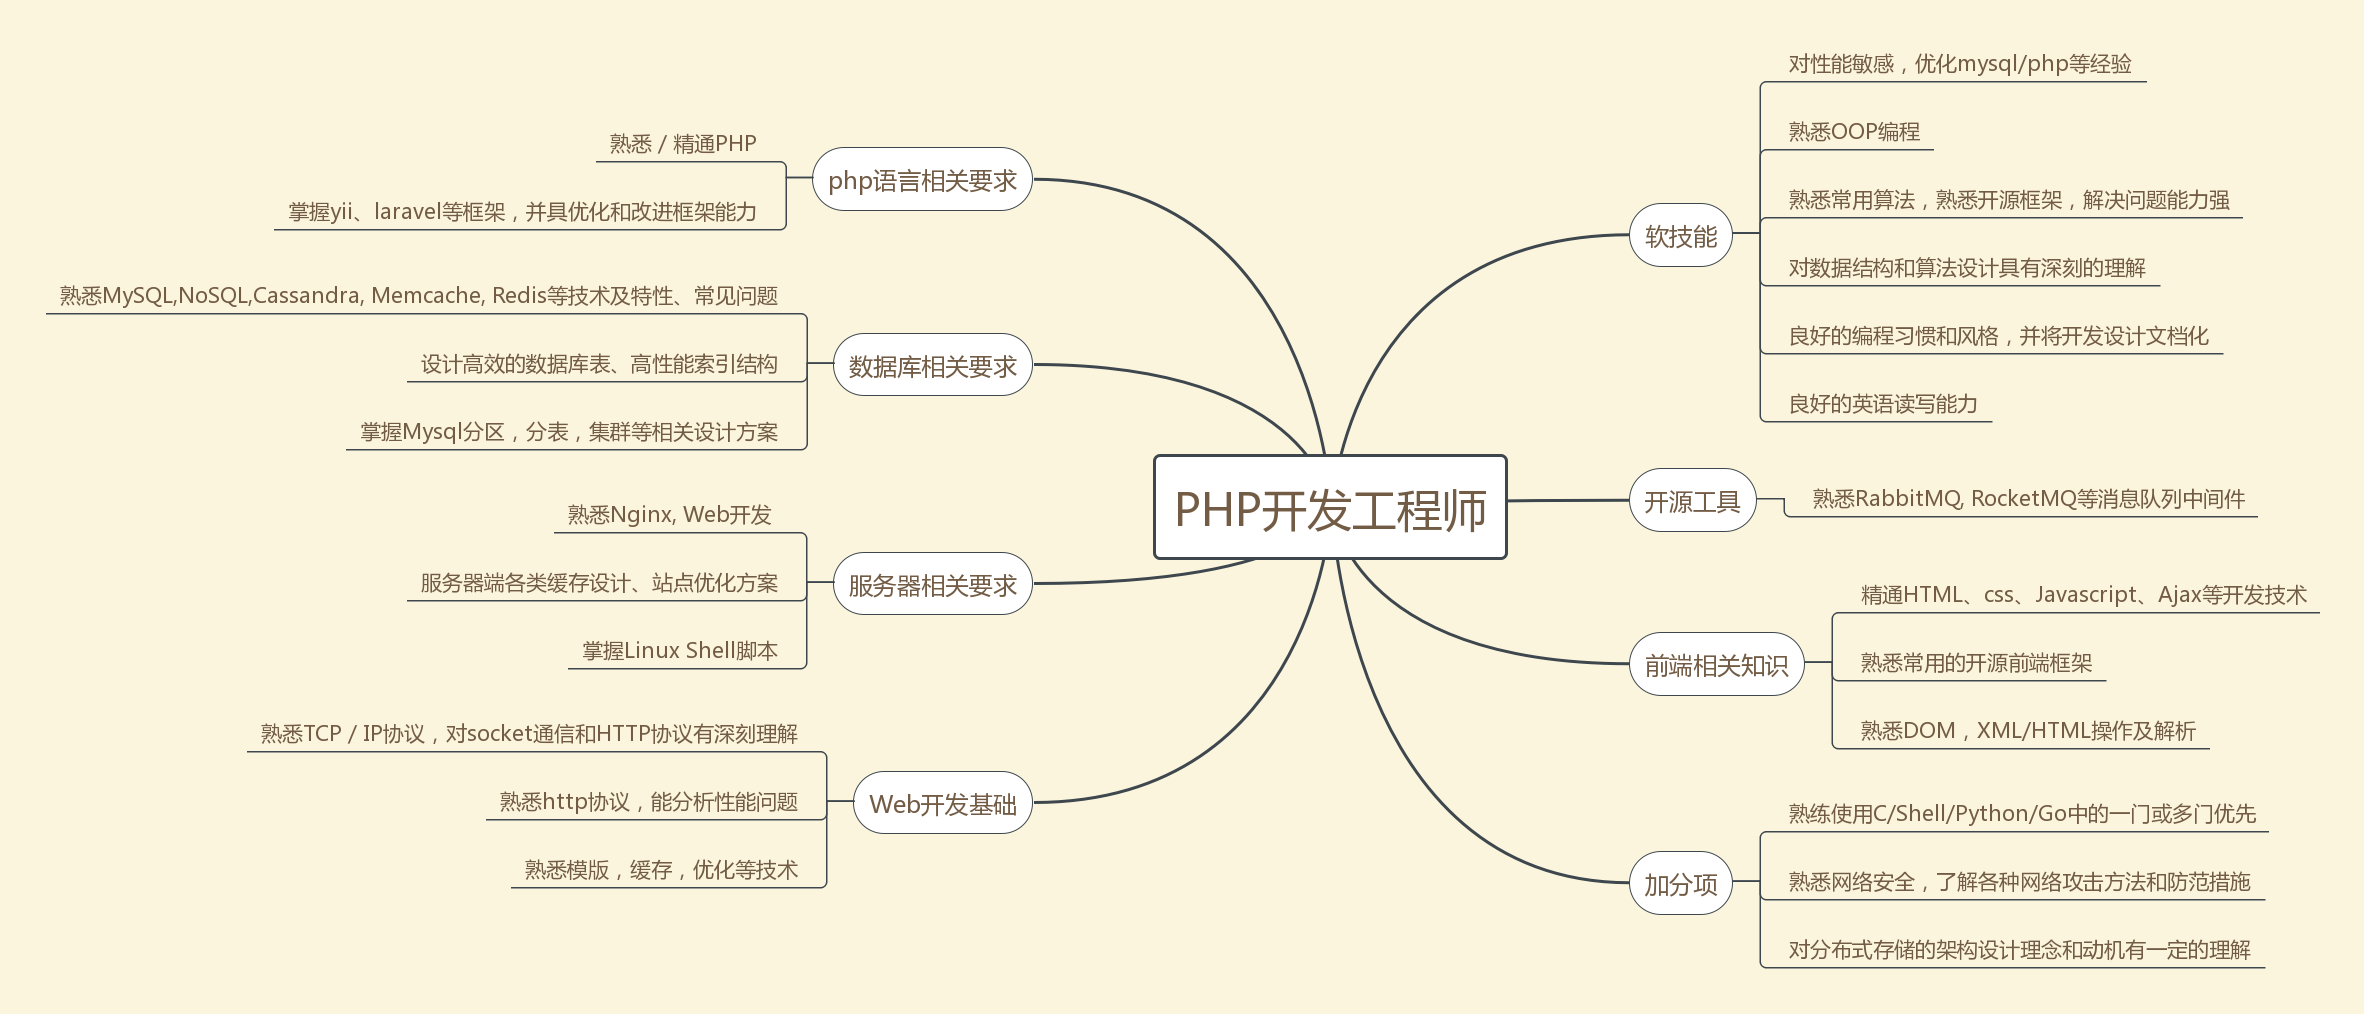 PHP开发工程师
php语言相关要求
熟悉 / 精通PHP
掌握yii、laravel等框架，并具优化和改进框架能力
数据库相关要求
熟悉MySQL,NoSQL,Cassandra, Memcache, Redis等技术及特性、常见问题
设计高效的数据库表、高性能索引结构
掌握Mysql分区，分表，集群等相关设计方案
服务器相关要求
熟悉Nginx, Web开发
服务器端各类缓存设计、站点优化方案
掌握Linux Shell脚本
Web开发基础
熟悉TCP / IP协议，对socket通信和HTTP协议有深刻理解
熟悉http协议，能分析性能问题
熟悉模版，缓存，优化等技术
软技能
对性能敏感，优化mysql/php等经验
熟悉OOP编程
熟悉常用算法，熟悉开源框架，解决问题能力强
对数据结构和算法设计具有深刻的理解
良好的编程习惯和风格，并将开发设计文档化
良好的英语读写能力
开源工具
熟悉RabbitMQ, RocketMQ等消息队列中间件
前端相关知识
精通HTML、css、Javascript、Ajax等开发技术
熟悉常用的开源前端框架
熟悉DOM，XML/HTML操作及解析
加分项
熟练使用C/Shell/Python/Go中的一门或多门优先
熟悉网络安全，了解各种网络攻击方法和防范措施
对分布式存储的架构设计理念和动机有一定的理解